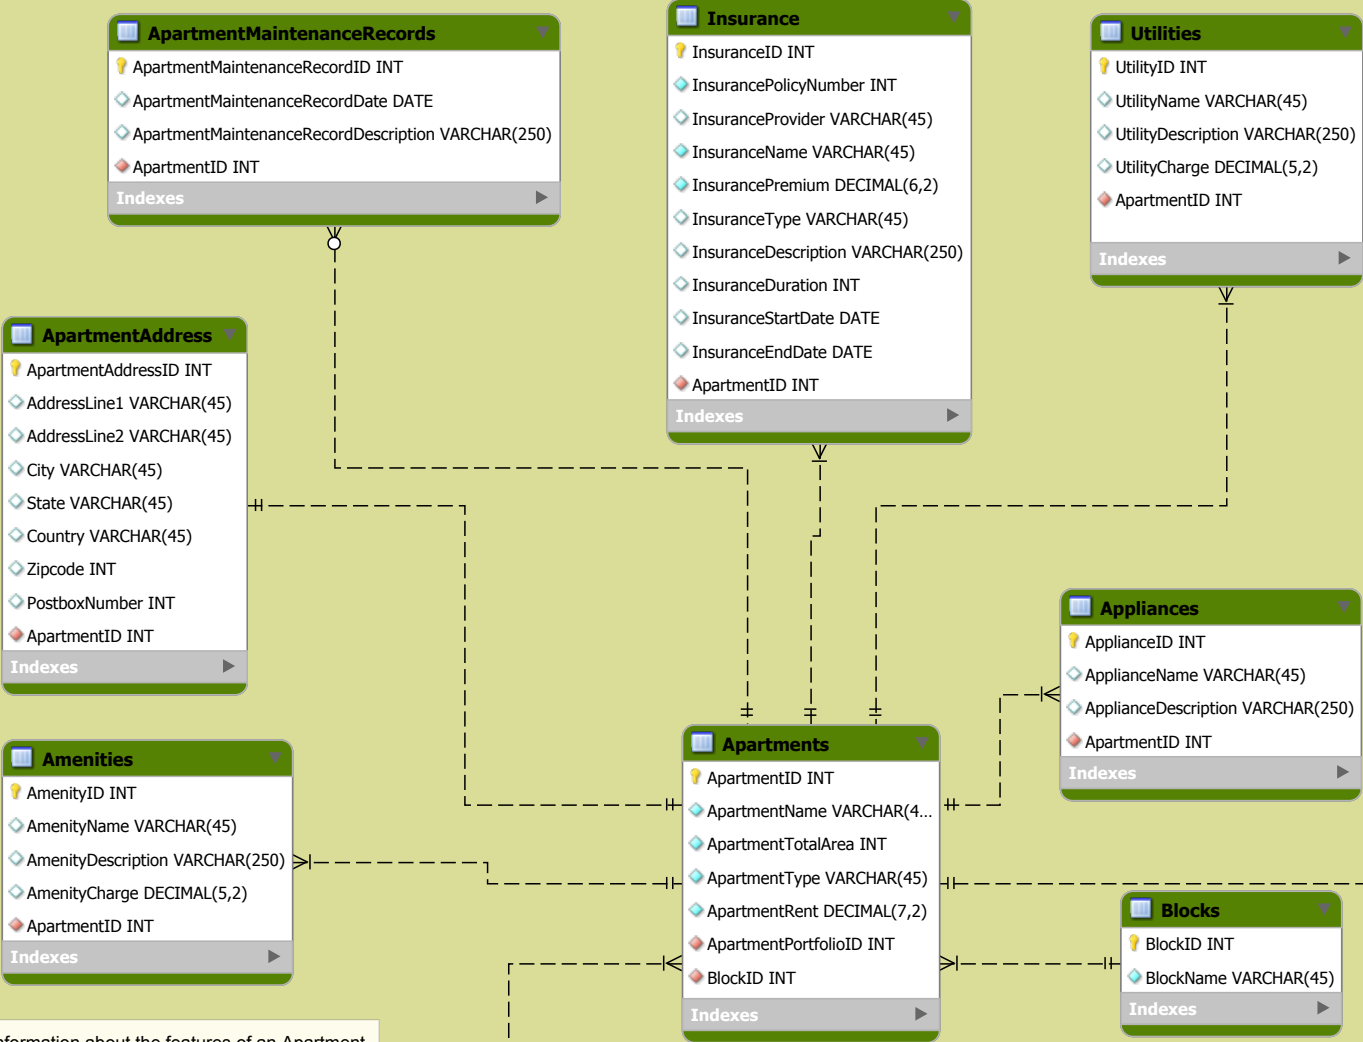 ApartmentMaintenanceRecords
ApartmentMaintenanceRecordID INT
ApartmentMaintenanceRecordDate DATE
ApartmentMaintenanceRecordDescription VARCHAR(250)
ApartmentID INT
Indexes
Insurance
InsuranceID INT
InsurancePolicyNumber INT
InsuranceProvider VARCHAR(45)
InsuranceName VARCHAR(45)
InsurancePremium DECIMAL(6,2)
InsuranceType VARCHAR(45)
InsuranceDescription VARCHAR(250)
InsuranceDuration INT
InsuranceStartDate DATE
InsuranceEndDate DATE
ApartmentID INT
Indexes
Utilities
UtilityID INT
UtilityName VARCHAR(45)
UtilityDescription VARCHAR(250)
UtilityCharge DECIMAL(5,2)
ApartmentID INT
Indexes
ApartmentAddress
ApartmentAddressID INT
AddressLine1 VARCHAR(45)
AddressLine2 VARCHAR(45)
City VARCHAR(45)
State VARCHAR(45)
Country VARCHAR(45)
Zipcode INT
PostboxNumber INT
ApartmentID INT
Indexes
Appliances
ApplianceID INT
ApplianceName VARCHAR(45)
ApplianceDescription VARCHAR(250)
ApartmentID INT
Indexes
Amenities
AmenityID INT
AmenityName VARCHAR(45)
AmenityDescription VARCHAR(250)
AmenityCharge DECIMAL(5,2)
ApartmentID INT
Indexes
Apartments
ApartmentID INT
ApartmentName VARCHAR(4...
ApartmentTotalArea INT
ApartmentType VARCHAR(45)
ApartmentRent DECIMAL(7,2)
ApartmentPortfolioID INT
BlockID INT
Indexes
Blocks
BlockID INT
BlockName VARCHAR(45)
Indexes
nformation about the features of an Apartment